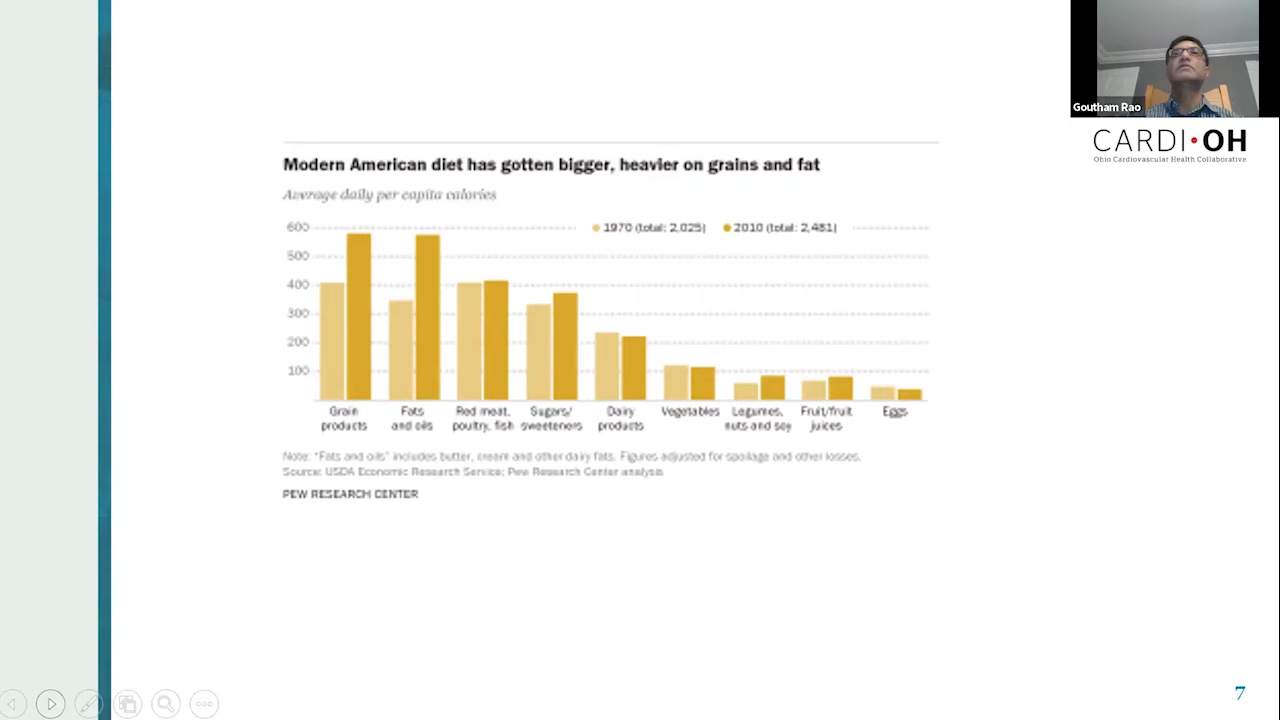 Goutham Rao
CARDI•OH
Ohio Cardiovascular Health Collaborative
Modern American diet has gotten bigger, heavier on grains and fat
Average daily per capita calories
1970 (total: 2,025) 2010 (total: 2,481)
600
500
400
300
200
100
Grain products
Fats and oils
Red meat, poultry, fish
Sugars/ sweeteners
Dairy products
Vegetables
Legumes, nuts and soy
Fruit/fruit juices
Eggs
Note: "Fats and oils" includes butter, cream and other dairy fats. Figures adjusted for spoilage and other losses.
Source: USDA Economic Research Service; Pew Research Center analysis
PEW RESEARCH CENTER
7